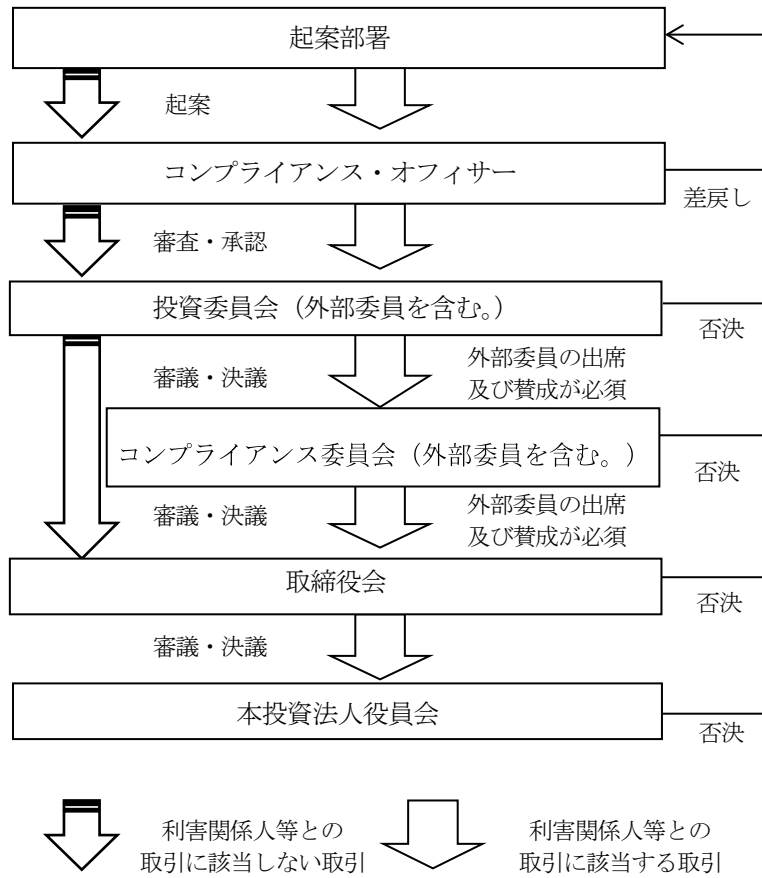 起案部署
起案
コンプライアンス・オフィサー
差戻し
審査・承認
投資委員会（外部委員を含む。）
否決
審議・決議
外部委員の出席
及び賛成が必須
コンプライアンス委員会（外部委員を含む。）
否決
審議・決議
外部委員の出席
及び賛成が必須
取締役会
否決
審議・決議
本投資法人役員会
否決
利害関係人等との
取引に該当しない取引
利害関係人等との
取引に該当する取引